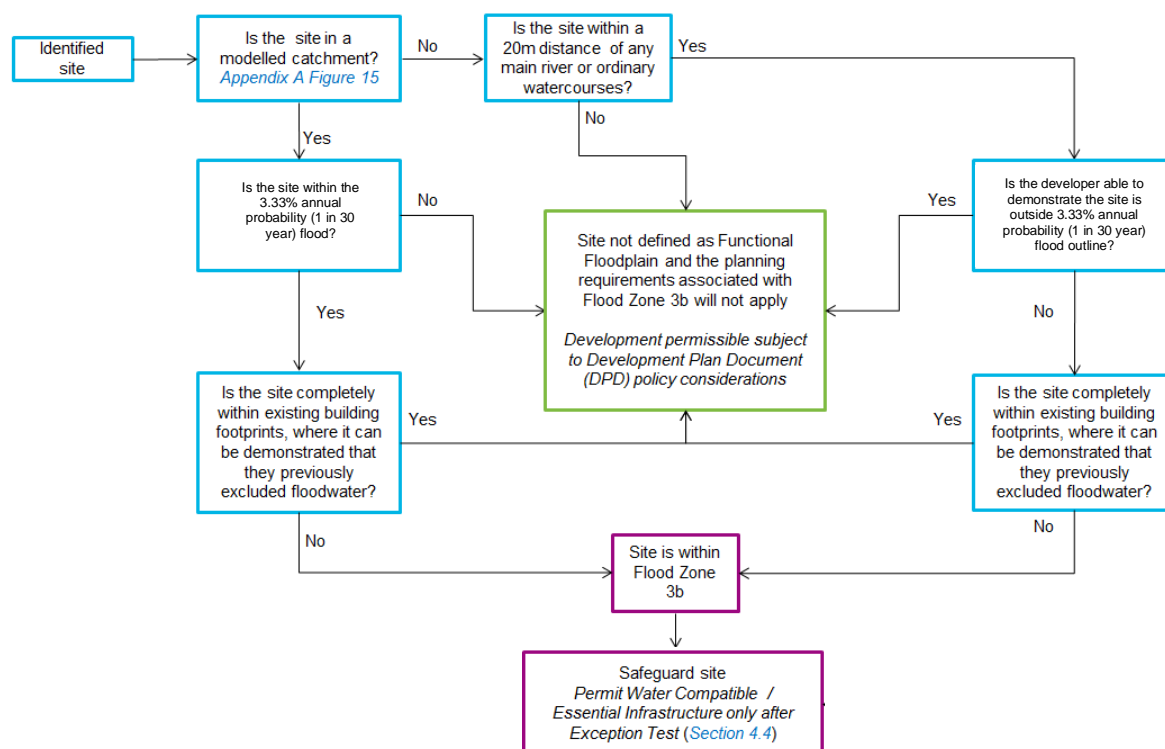 Identified
site
Is the site in a
modelled catchment?
Appendix A Figure 15
No
Is the site within a
20m distance of any
main river or ordinary
watercourses?
Yes
Yes
No
Is the site within the
3.33% annual
probability (1 in 30
year) flood?
No
Site not defined as Functional
Floodplain and the planning
requirements associated with
Flood Zone 3b will not apply
Development permissible subject
to Development Plan Document
(DPD) policy considerations
Yes
Is the developer able to
demonstrate the site is
outside 3.33% annual
probability (1 in 30 year)
flood outline?
Yes
No
Is the site completely
within existing building
footprints, where it can
be demonstrated that
they previously
excluded floodwater?
Yes
Yes
Is the site completely
within existing building
footprints, where it can
be demonstrated that
they previously
excluded floodwater?
No
No
Site is within
Flood Zone
3b
Safeguard site
Permit Water Compatible /
Essential Infrastructure only after
Exception Test (Section 4.4)